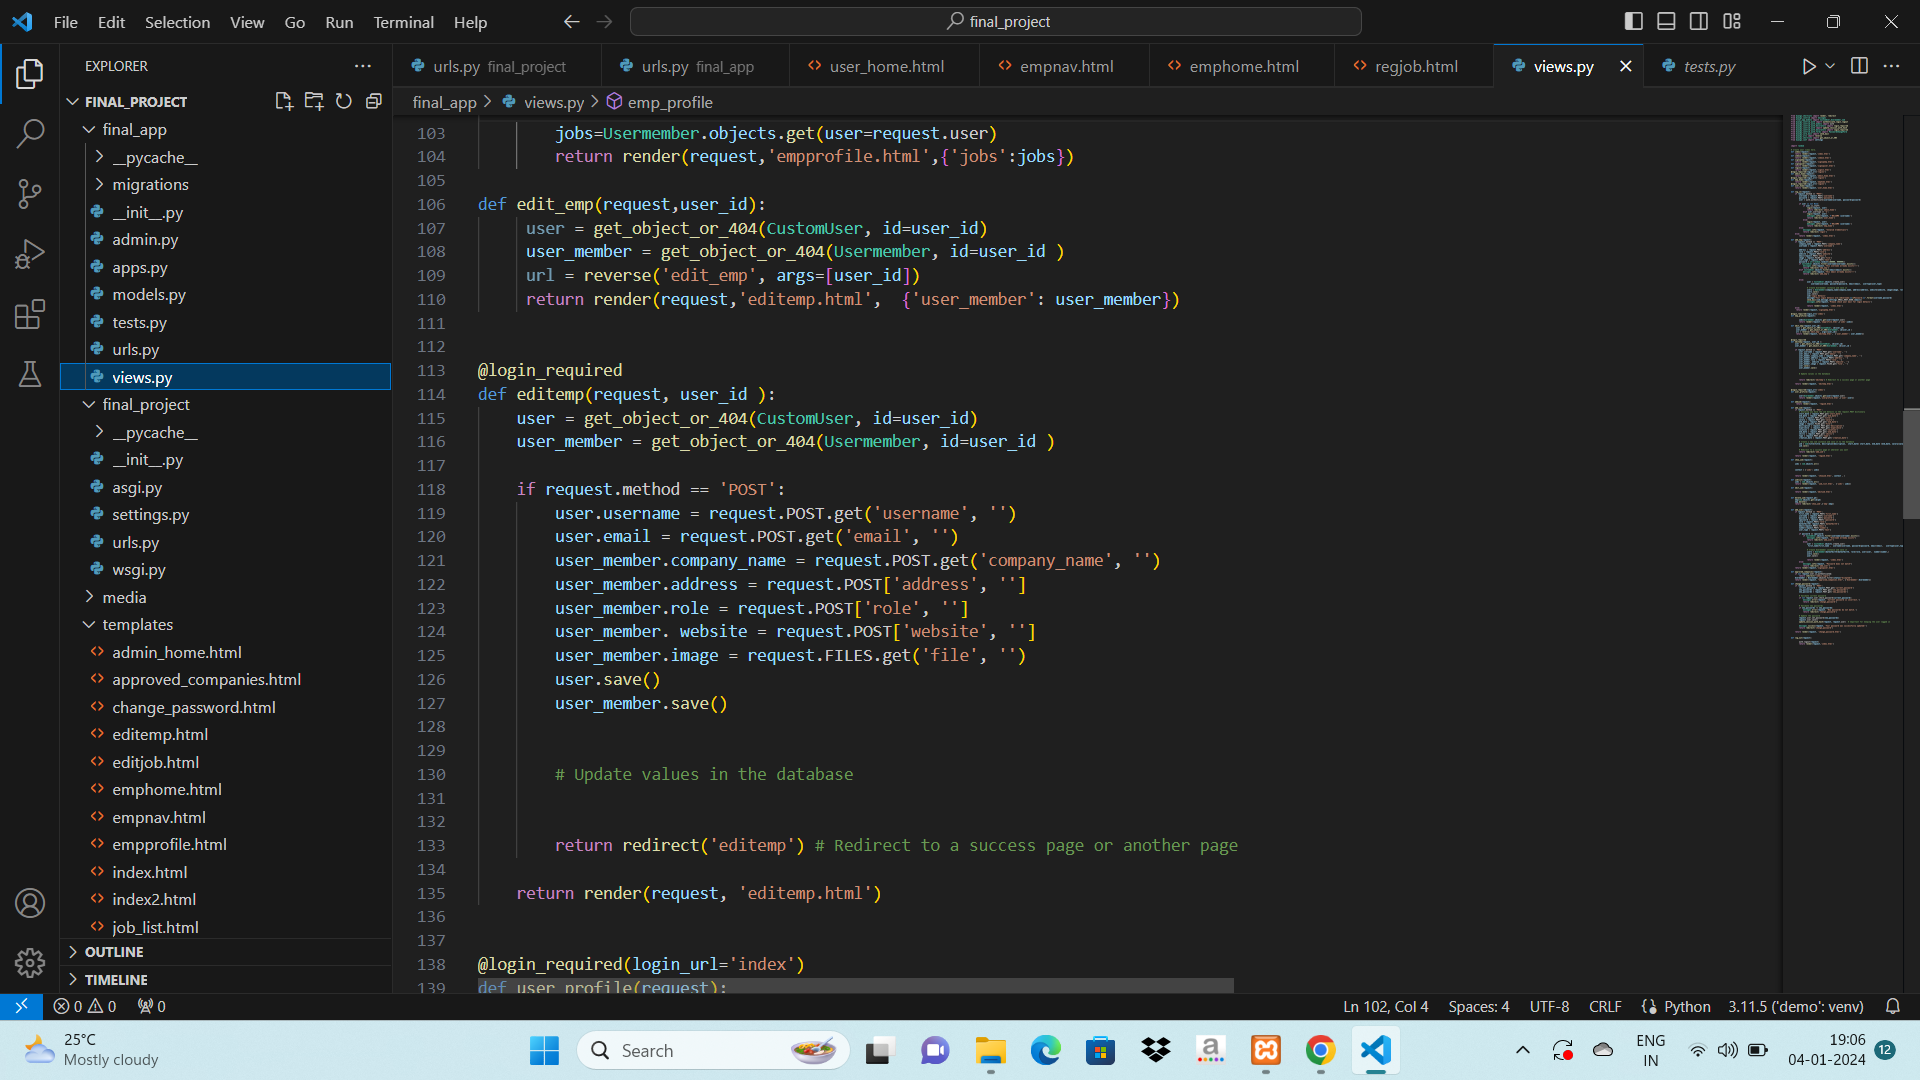 File Edit Selection View Go Run Terminal Help
final_project
EXPLORER
FINAL_PROJECT
final_app
__pycache__
migrations
__init__.py
admin.py
apps.py
models.py
tests.py
urls.py
views.py
final_project
__pycache__
__init__.py
asgi.py
settings.py
urls.py
wsgi.py
media
templates
admin_home.html
approved_companies.html
change_password.html
editemp.html
editjob.html
emphome.html
empnav.html
empprofile.html
index.html
index2.html
job_list.html
OUTLINE
TIMELINE
urls.py final_project urls.py final_app user_home.html empnav.html emphome.html regjob.html views.py tests.py
final_app > views.py > emp_profile
103 jobs=Usermember.objects.get(user=request.user)
104 return render(request,'empprofile.html',{'jobs':jobs})
105
106 def edit_emp(request,user_id):
107 user = get_object_or_404(CustomUser, id=user_id)
108 user_member = get_object_or_404(Usermember, id=user_id )
109 url = reverse('edit_emp', args=[user_id])
110 return render(request,'editemp.html',  {'user_member': user_member})
111
112
113 @login_required
114 def editemp(request, user_id ):
115 user = get_object_or_404(CustomUser, id=user_id)
116 user_member = get_object_or_404(Usermember, id=user_id )
117
118 if request.method == 'POST':
119 user.username = request.POST.get('username', '')
120 user.email = request.POST.get('email', '')
121 user_member.company_name = request.POST.get('company_name', '')
122 user_member.address = request.POST['address', '']
123 user_member.role = request.POST['role', '']
124 user_member. website = request.POST['website', '']
125 user_member.image = request.FILES.get('file', '')
126 user.save()
127 user_member.save()
128
129
130 # Update values in the database
131
132
133 return redirect('editemp') # Redirect to a success page or another page
134
135 return render(request, 'editemp.html')
136
137
138 @login_required(login_url='index')
139 def user_profile(request):
0 0 0
Ln 102, Col 4 Spaces: 4 UTF-8 CRLF Python 3.11.5 ('demo': venv)
25°C
Mostly cloudy
Search
ENG
IN
19:06
04-01-2024
12